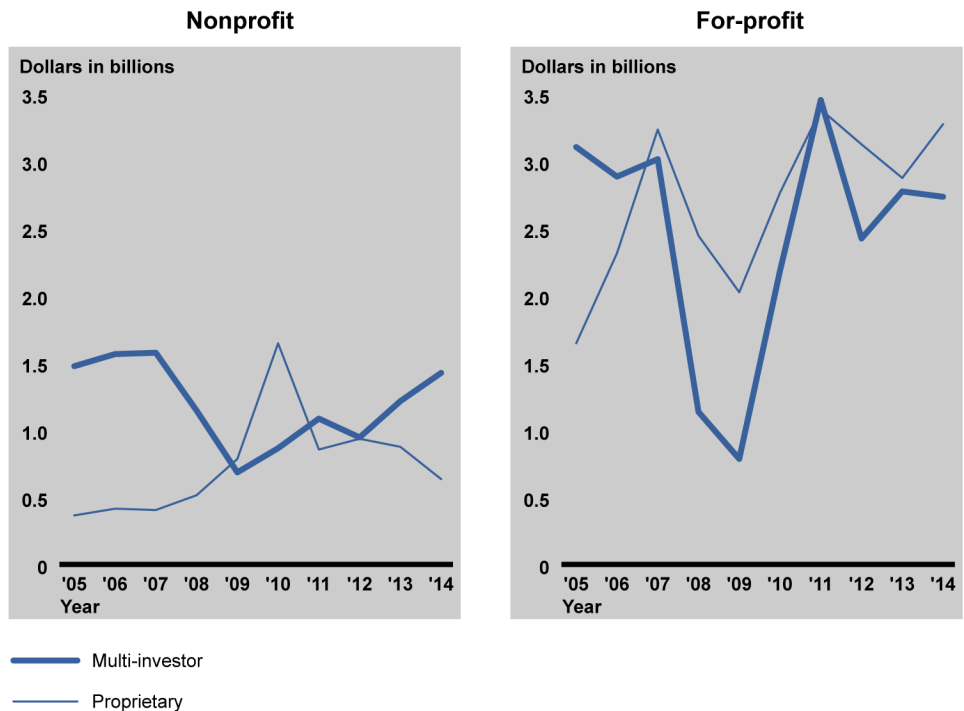 Nonprofit
Dollars in billions
3.5
3.0
2.5
2.0
1.5
1.0
0.5
0
'05 '06 '07 '08 '09 '10 '11 '12 '13 '14
Year
For-profit
Dollars in billions
3.5
3.0
2.5
2.0
1.5
1.0
0.5
0
'05 '06 '07 '08 '09 '10 '11 '12 '13 '14
Year
Multi-investor
Proprietary